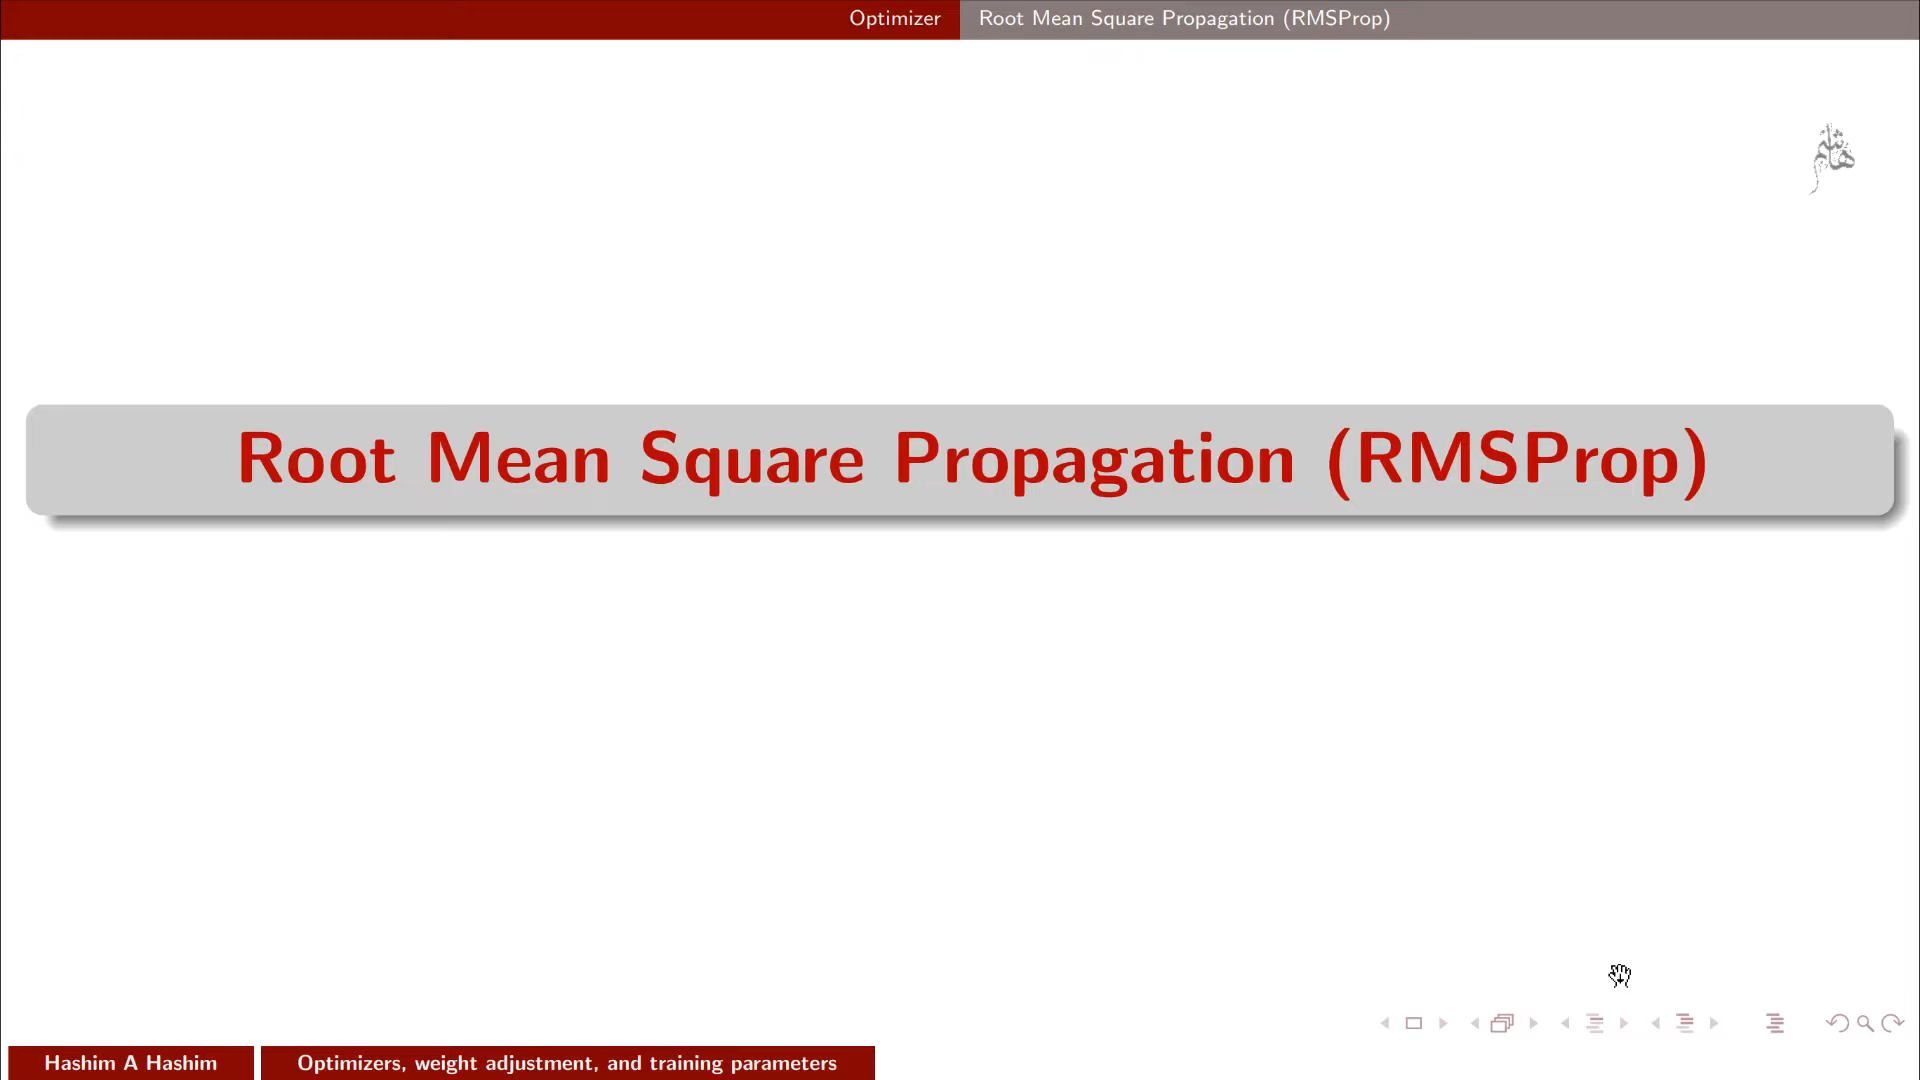 Optimizer
Root Mean Square Propagation (RMSProp)
هاشم
Root Mean Square Propagation (RMSProp)
Hashim A Hashim
Optimizers, weight adjustment, and training parameters